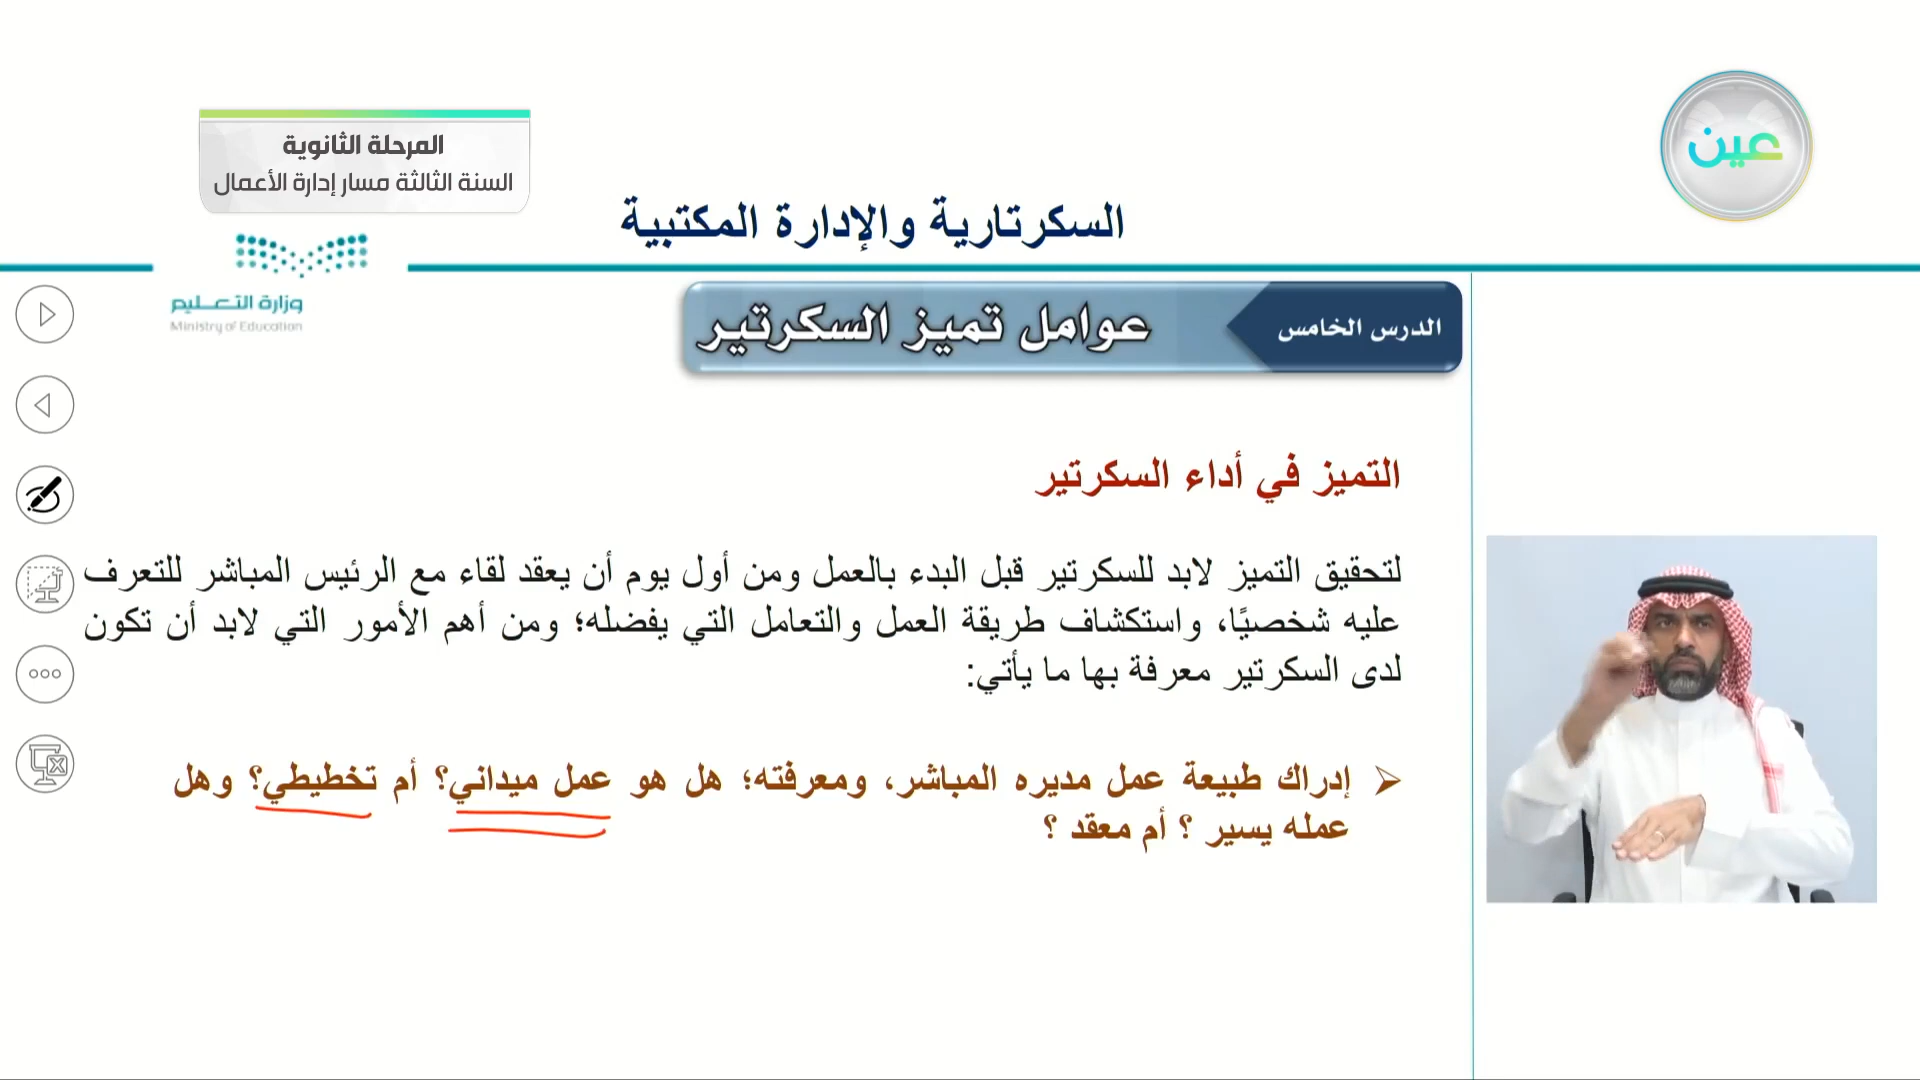 المرحلة الثانوية
السنة الثالثة مسار إدارة الأعمال
عين
السكرتارية والإدارة المكتبية
وزارة التعليم
Ministry of Education
الدرس الخامس
عوامل تميز السكرتير
التميز في أداء السكرتير
لتحقيق التميز لابد للسكرتير قبل البدء بالعمل ومن أول يوم أن يعقد لقاء مع الرئيس المباشر للتعرف
عليه شخصيًا، واستكشاف طريقة العمل والتعامل التي يفضله؛ ومن أهم الأمور التي لابد أن تكون
لدى السكرتير معرفة بها ما يأتي:
إدراك طبيعة عمل مديره المباشر، ومعرفته؛ هل هو عمل ميداني؟ أم تخطيطي؟ وهل
عمله يسير ؟ أم معقد ؟